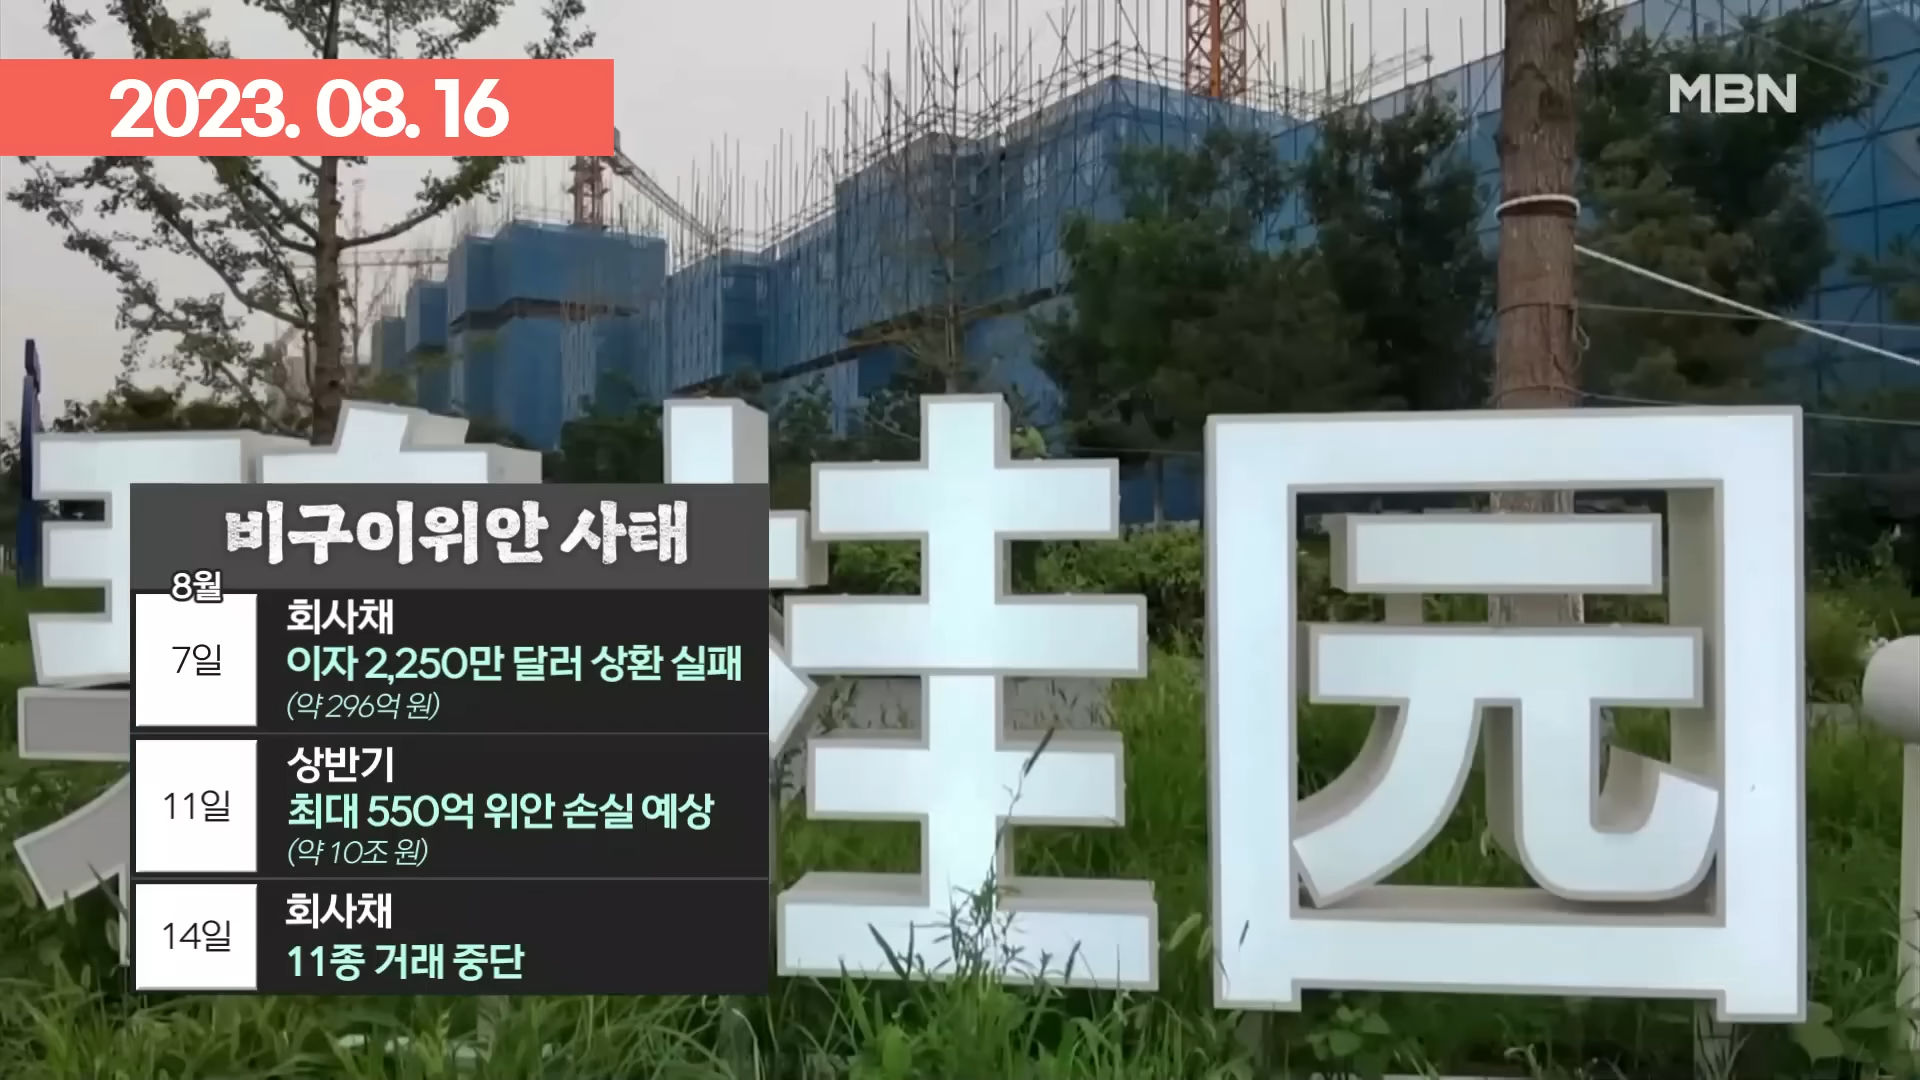 2023. 08. 16
MBN
비구이위안 사태
8월
7일
회사채
이자 2,250만 달러 상환 실패
(약 296억 원)
11일
상반기
최대 550억 위안 손실 예상
(약 10조 원)
14일
회사채
11종 거래 중단
桂园